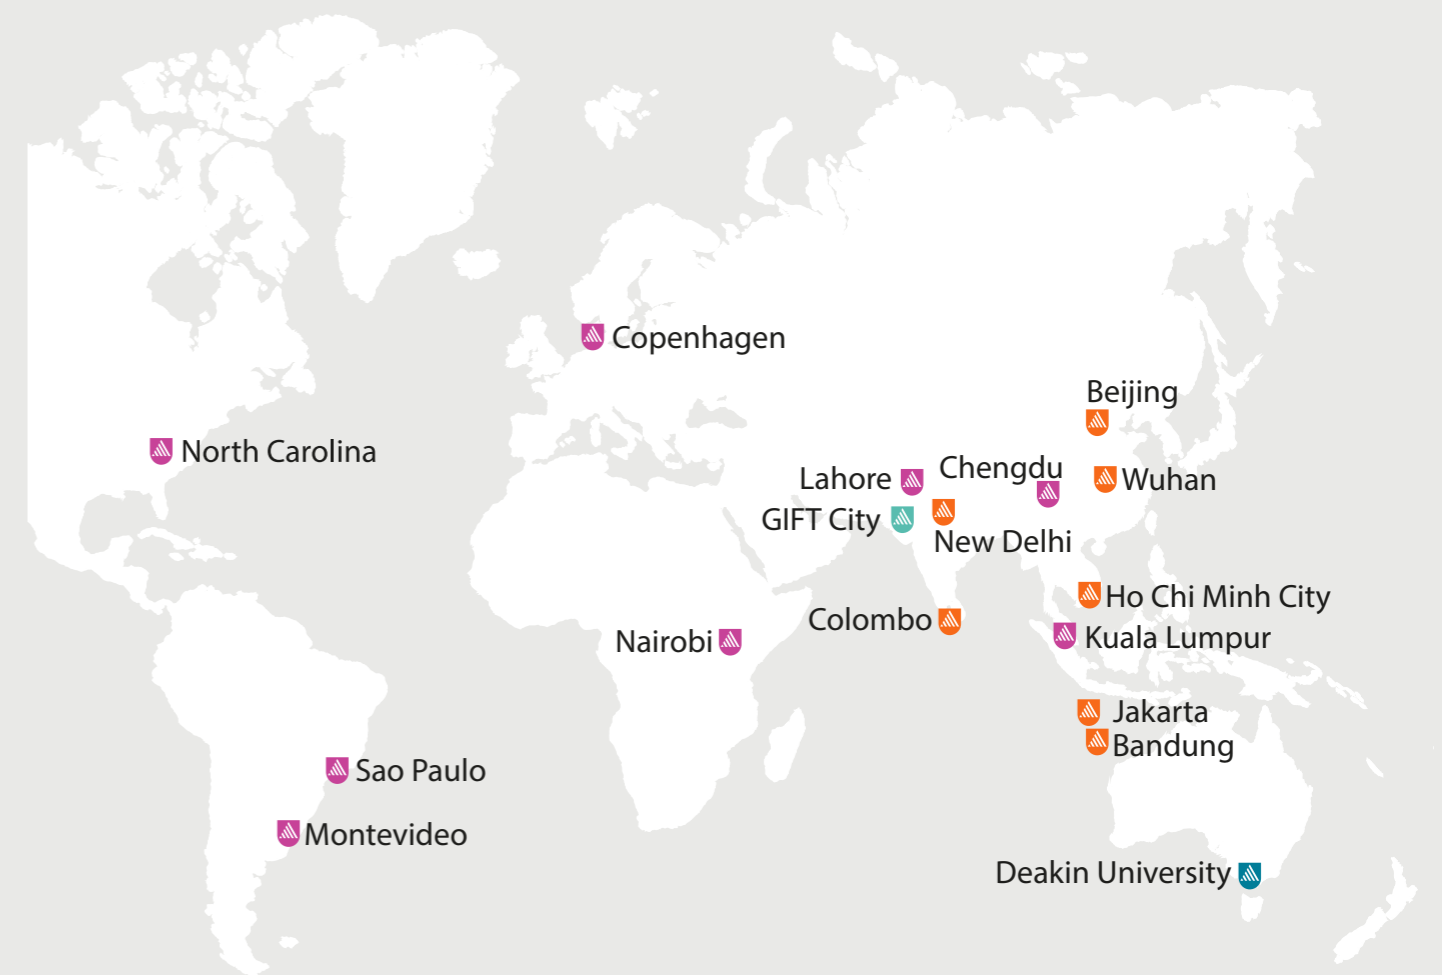 Copenhagen
Beijing
North Carolina
Lahore
Chengdu
Wuhan
GIFT City
New Delhi
Ho Chi Minh City
Colombo
Nairobi
Kuala Lumpur
Jakarta
Bandung
Sao Paulo
Montevideo
Deakin University